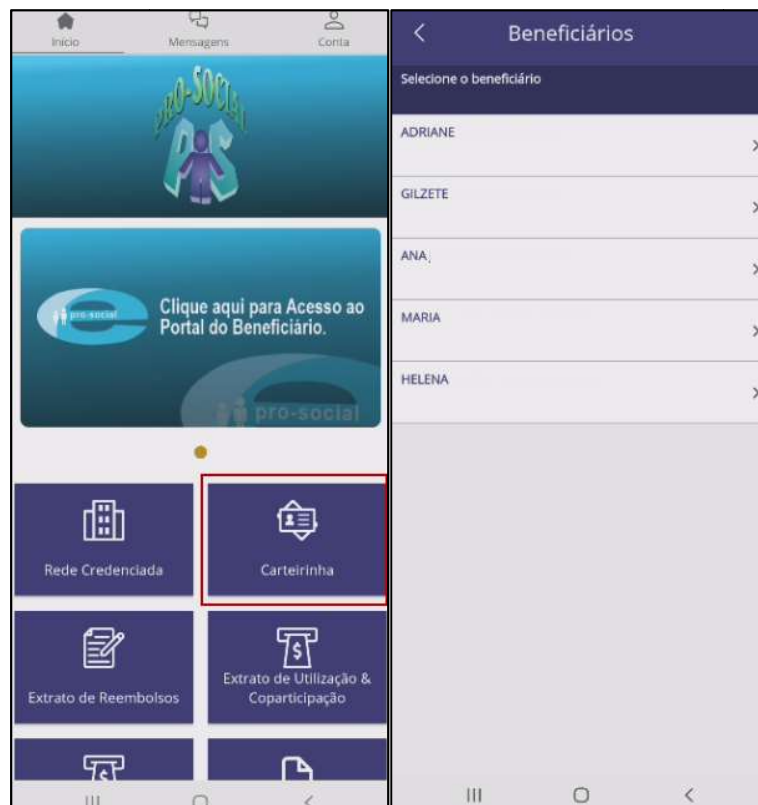 Início Mensagens Conta
PRO-SOCIAL
PS
pro-social
Clique aqui para Acesso ao
Portal do Beneficiário.
pro-social
Rede Credenciada
Carteirinha
Extrato de Reembolsos
Extrato de Utilização &
Coparticipação
Beneficiários
Selecione o beneficiário
ADRIANE
GILZETE
ANA
MARIA
HELENA